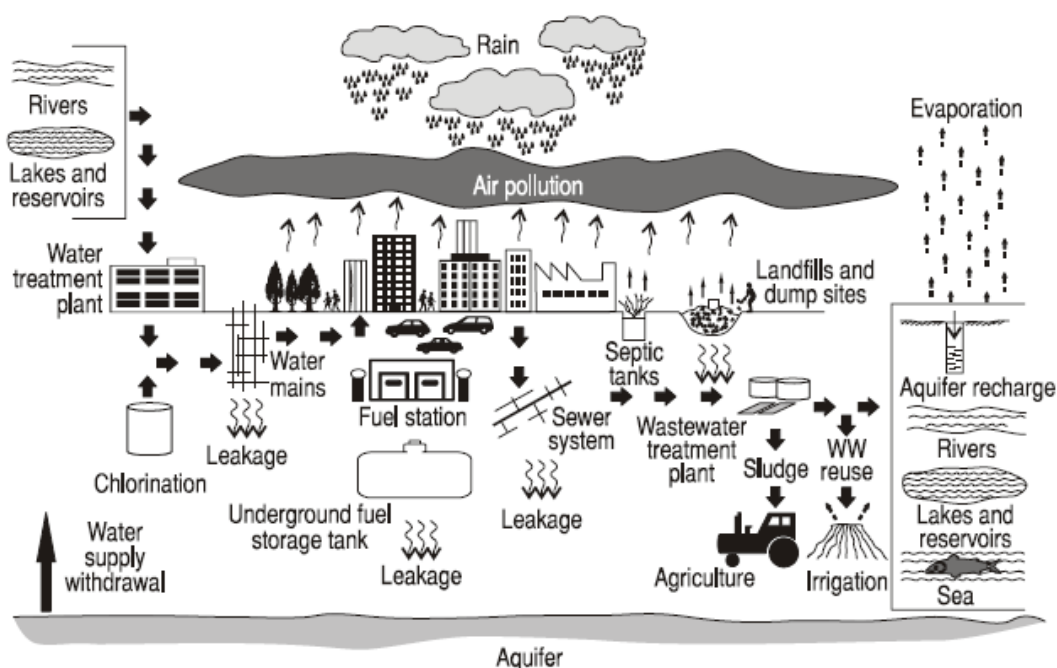 Rain
Rivers
Lakes and
reservoirs
Evaporation
Air pollution
Water
treatment
plant
Landfills and
dump sites
Water
mains
Fuel station
Septic
tanks
Aquifer recharge
Chlorination
Leakage
Sewer
system
Wastewater
treatment
plant
Sludge
WW
reuse
Rivers
Underground fuel
storage tank
Leakage
Leakage
Lakes and
reservoirs
Water
supply
withdrawal
Agriculture
Irrigation
Sea
Aquifer